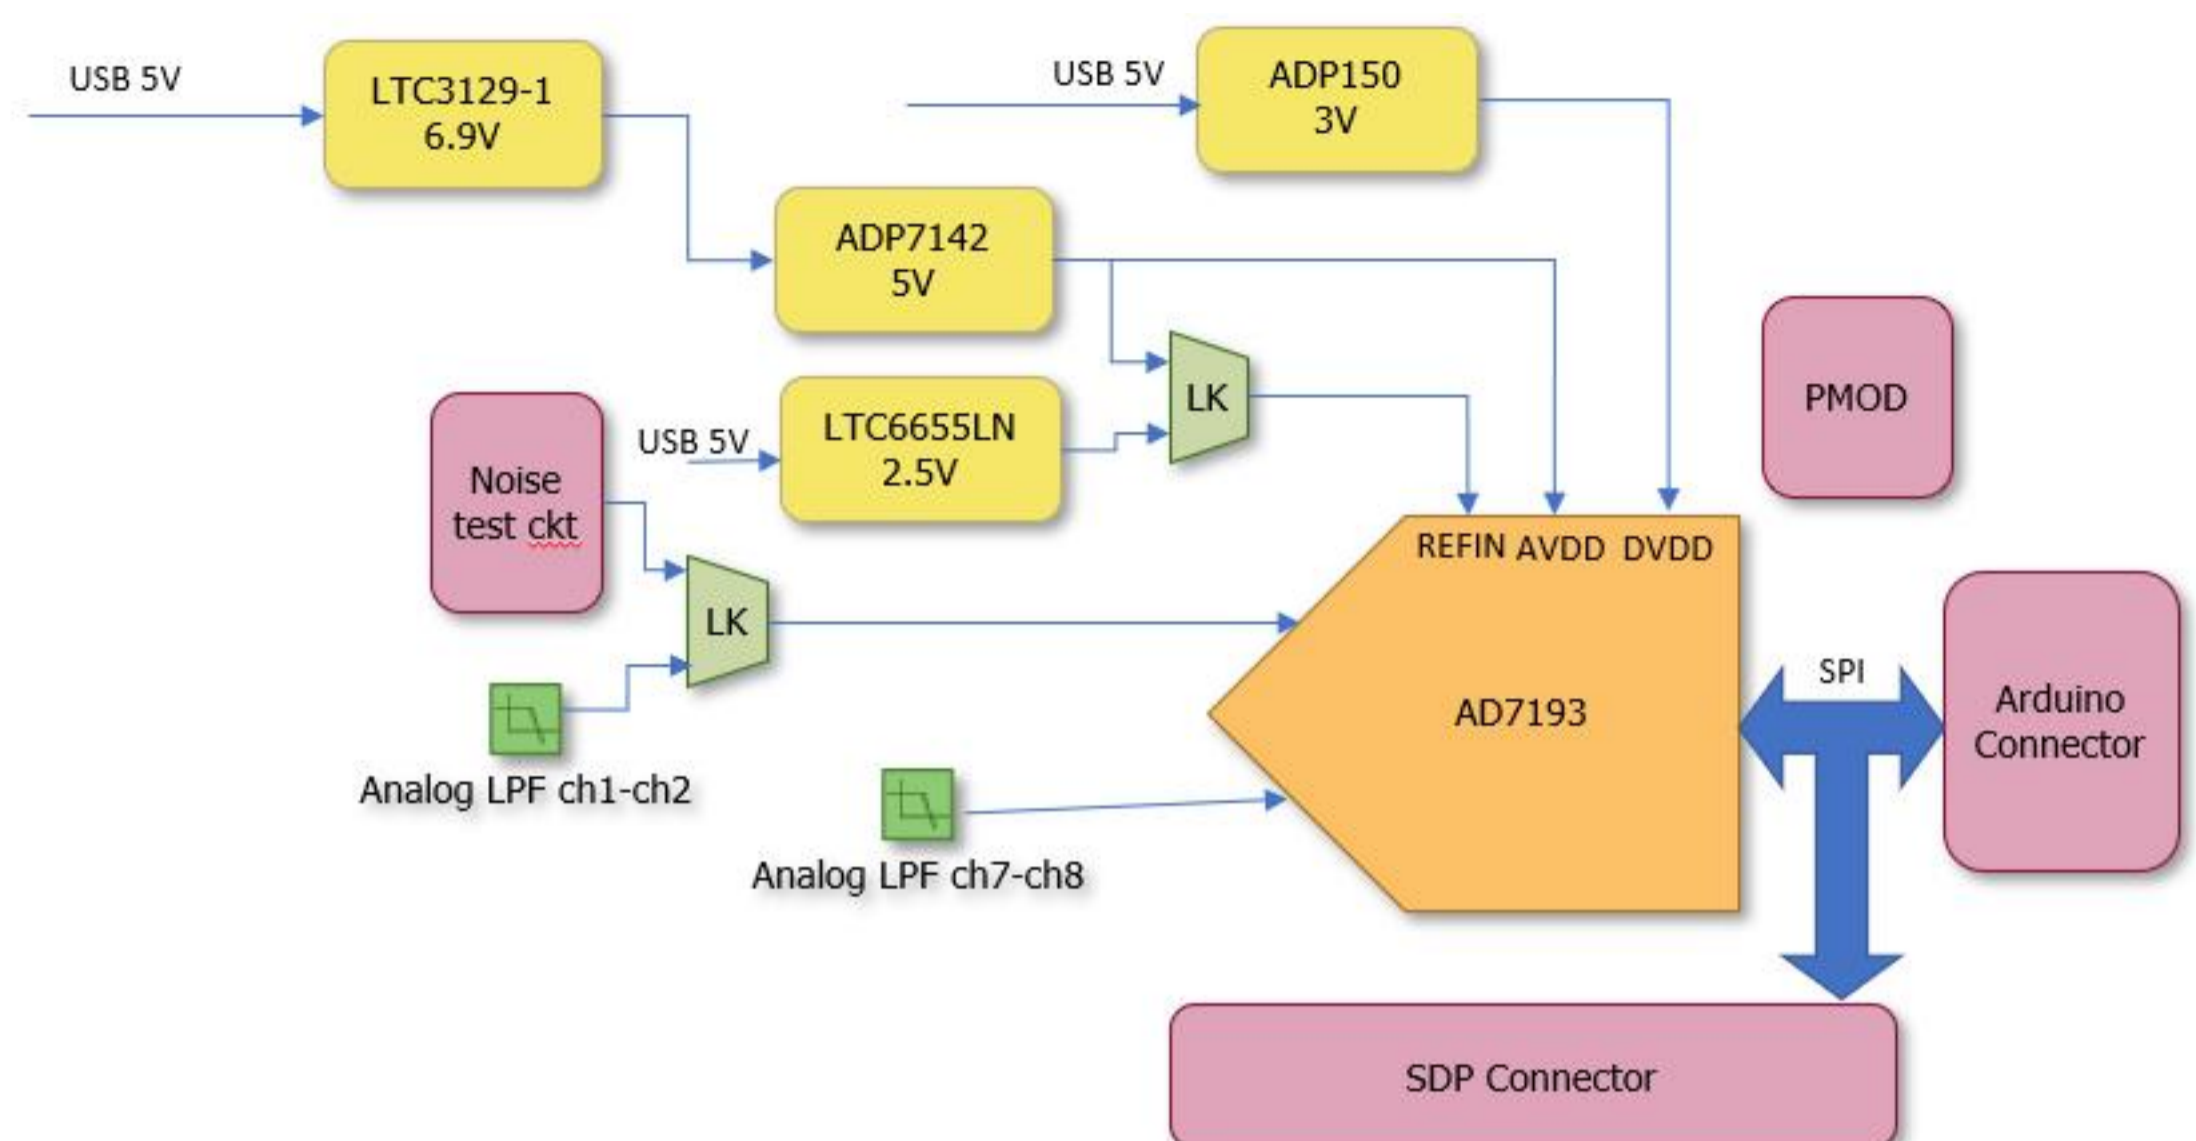 USB 5V
LTC3129-1
6.9V
USB 5V
ADP150
3V
ADP7142
5V
LK
PMOD
USB 5V
LTC6655LN
2.5V
Noise
test ckt
REFIN AVDD DVDD
LK
AD7193
SPI
Arduino
Connector
Analog LPF ch1-ch2
Analog LPF ch7-ch8
SDP Connector